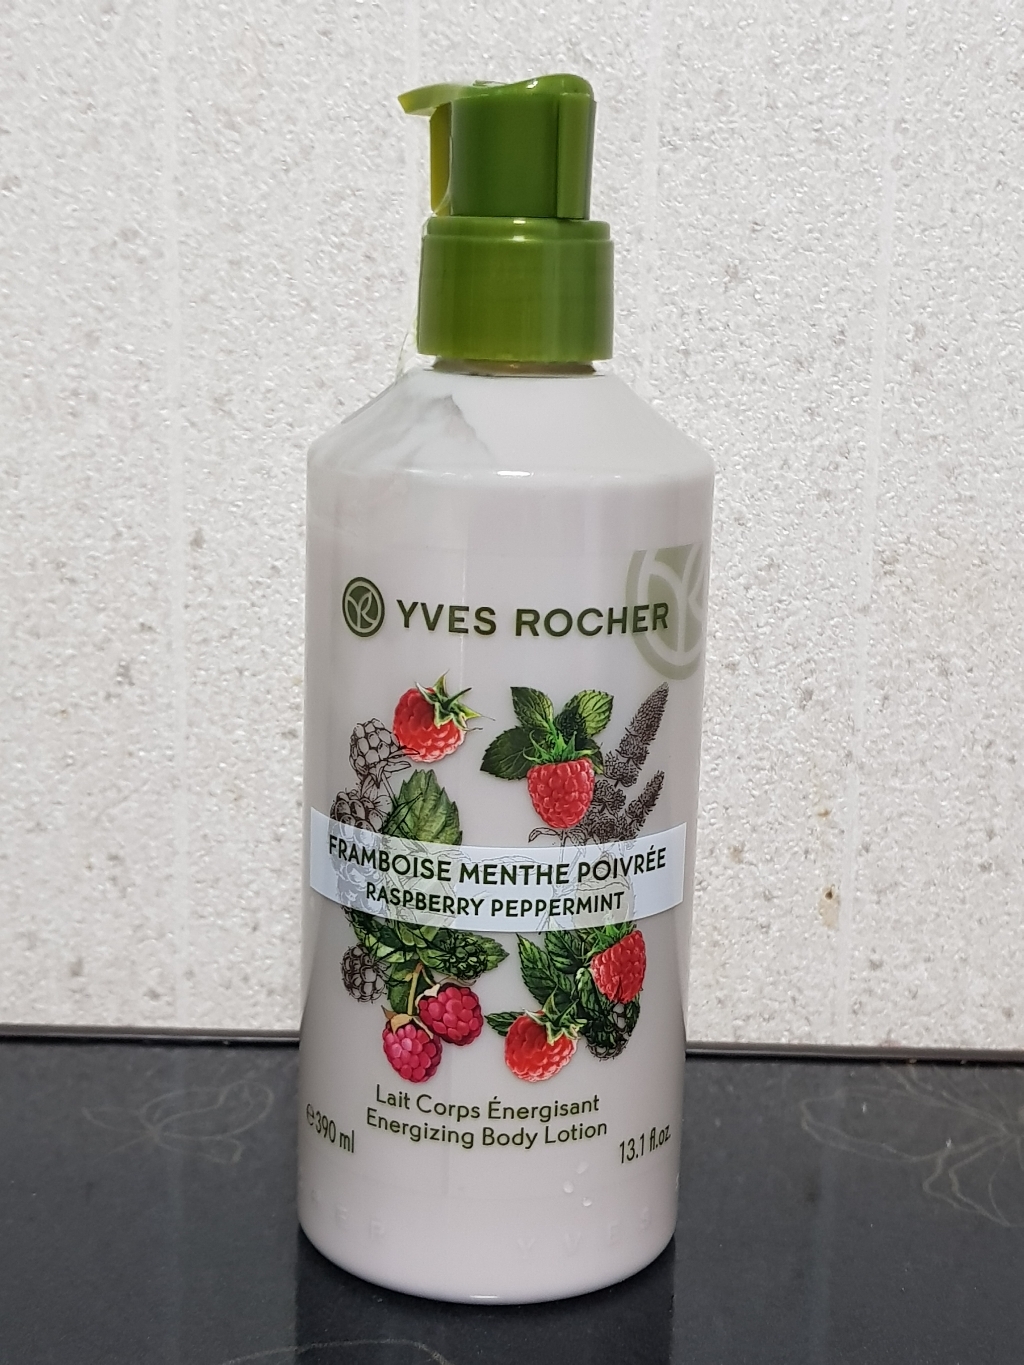 YVES ROCHER
FRAMBOISE MENTHE POIVRÉE
RASPBERRY PEPPERMINT
Lait Corps Énergisant
Energizing Body Lotion
℮390 ml
13.1 fl.oz.
YVES